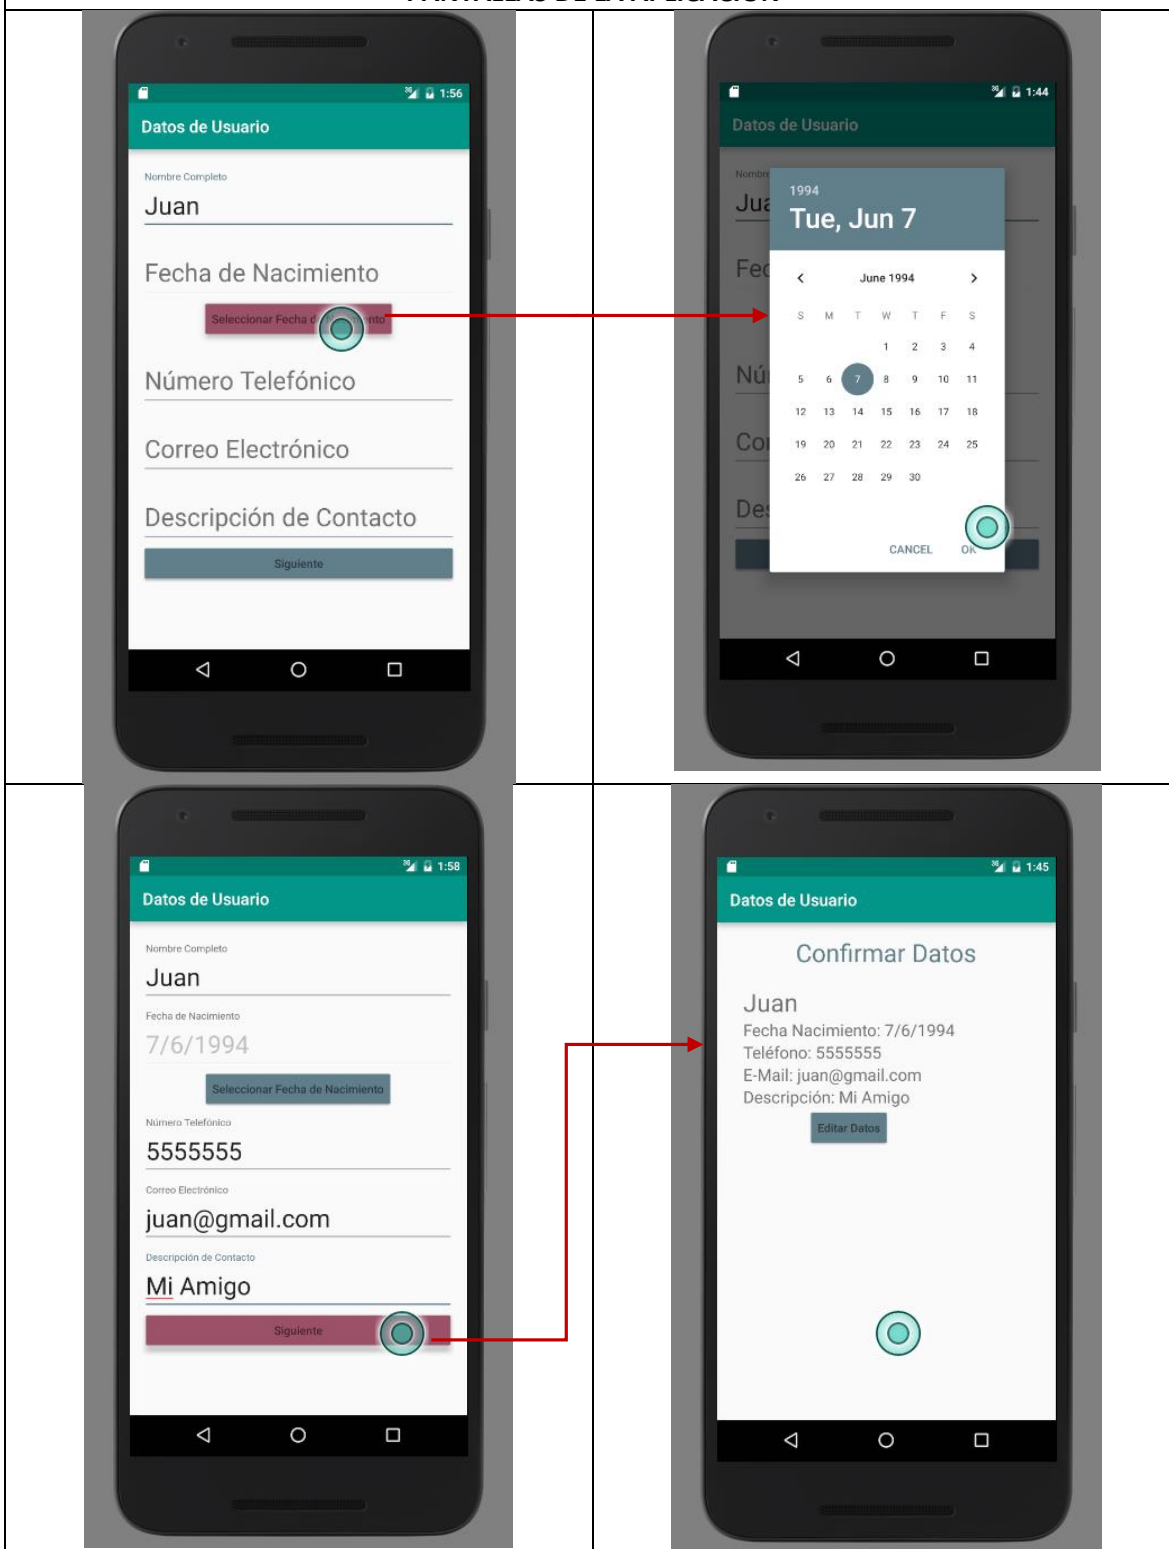 PANTALLAS DE LA APLICACIÓN
1:56
Datos de Usuario
Nombre Completo
Juan
Fecha de Nacimiento
Número Telefónico
Correo Electrónico
Descripción de Contacto
Siguiente
1:44
Datos de Usuario
1994
Tue, Jun 7
June 1994
S M T W T F S
1 2 3 4
5 6 7 8 9 10 11
12 13 14 15 16 17 18
19 20 21 22 23 24 25
26 27 28 29 30
CANCEL OK
1:58
Datos de Usuario
Nombre Completo
Juan
Fecha de Nacimiento
7/6/1994
Seleccionar Fecha de Nacimiento
Número Telefónico
5555555
Correo Electrónico
juan@gmail.com
Descripción de Contacto
Mi Amigo
Siguiente
1:45
Datos de Usuario
Confirmar Datos
Juan
Fecha Nacimiento: 7/6/1994
Teléfono: 5555555
E-Mail: juan@gmail.com
Descripción: Mi Amigo
Editar Datos